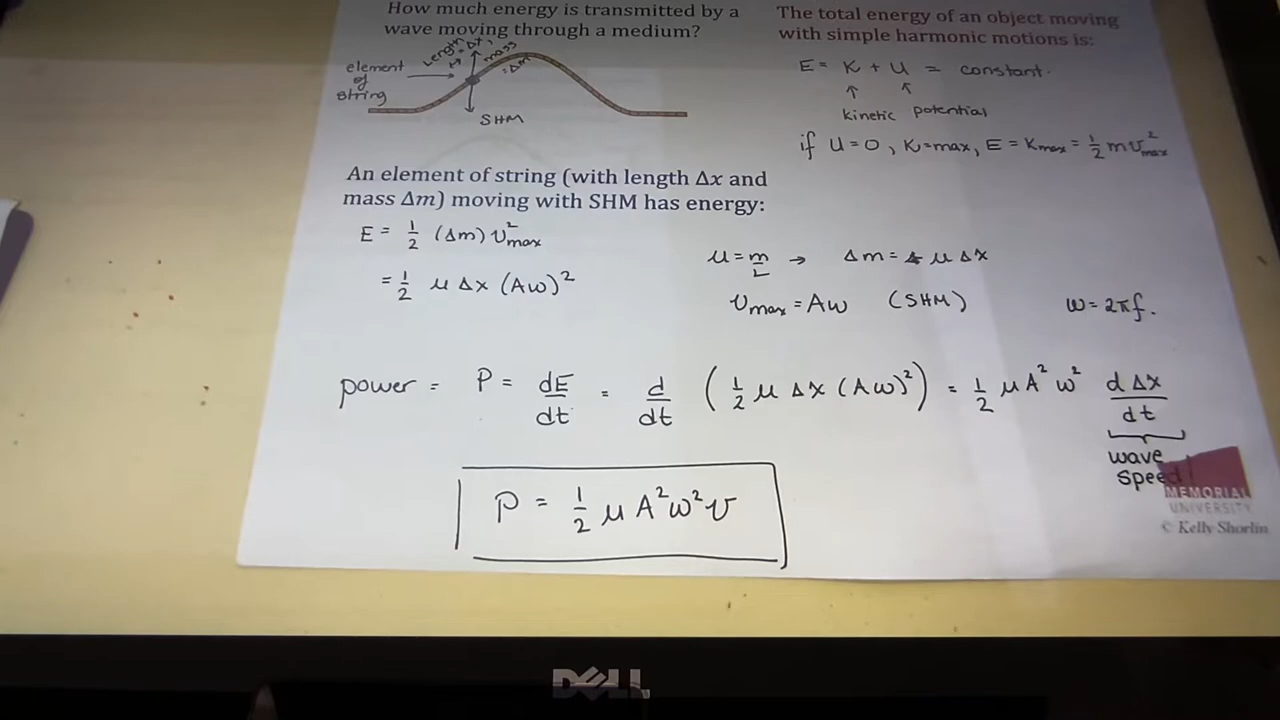 How much energy is transmitted by a
wave moving through a medium?
length
= Δx,
mass
= Δm
element
of
string
SHM
The total energy of an object moving
with simple harmonic motions is:
E = K + U = constant.
↑ ↑
kinetic potential
if U=0, K=max, E = Kmax = 1/2 m v²max
An element of string (with length Δx and
mass Δm) moving with SHM has energy:
E = 1/2 (Δm) v²max
= 1/2 μ Δx (Aω)²
μ = m/L → Δm = μ Δx
vmax = Aω (SHM) ω = 2πf.
power = P = dE/dt = d/dt (1/2 μ Δx (Aω)²) = 1/2 μ A² ω² dΔx/dt
wave
speed
P = 1/2 μ A² ω² v
MEMORIAL
UNIVERSITY
© Kelly Shorlin
DELL